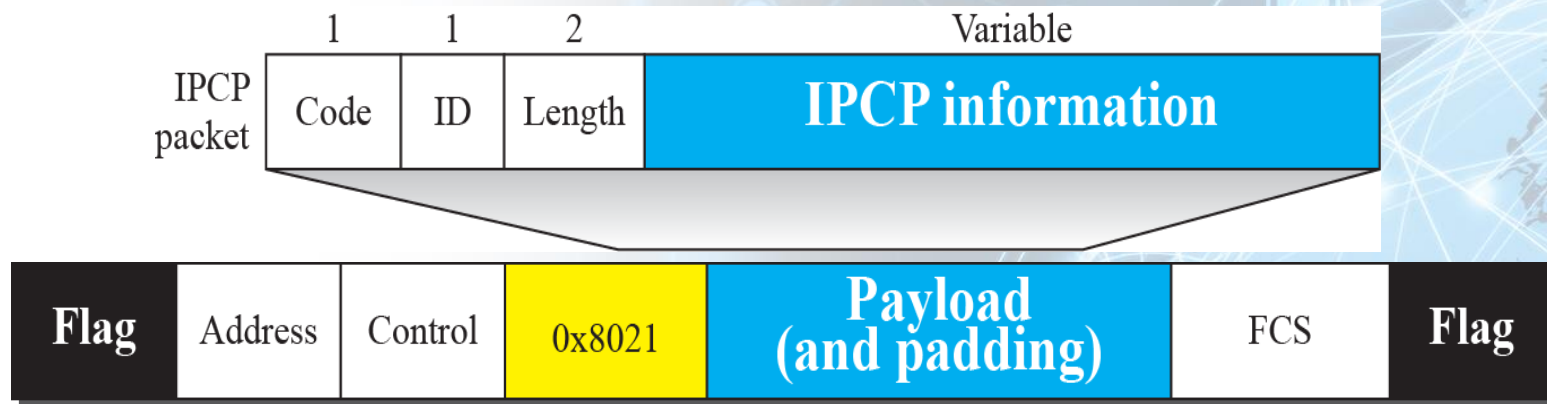 1 1 2 Variable
IPCP
packet
Code ID Length IPCP information
Flag Address Control 0x8021 Payload
(and padding) FCS Flag